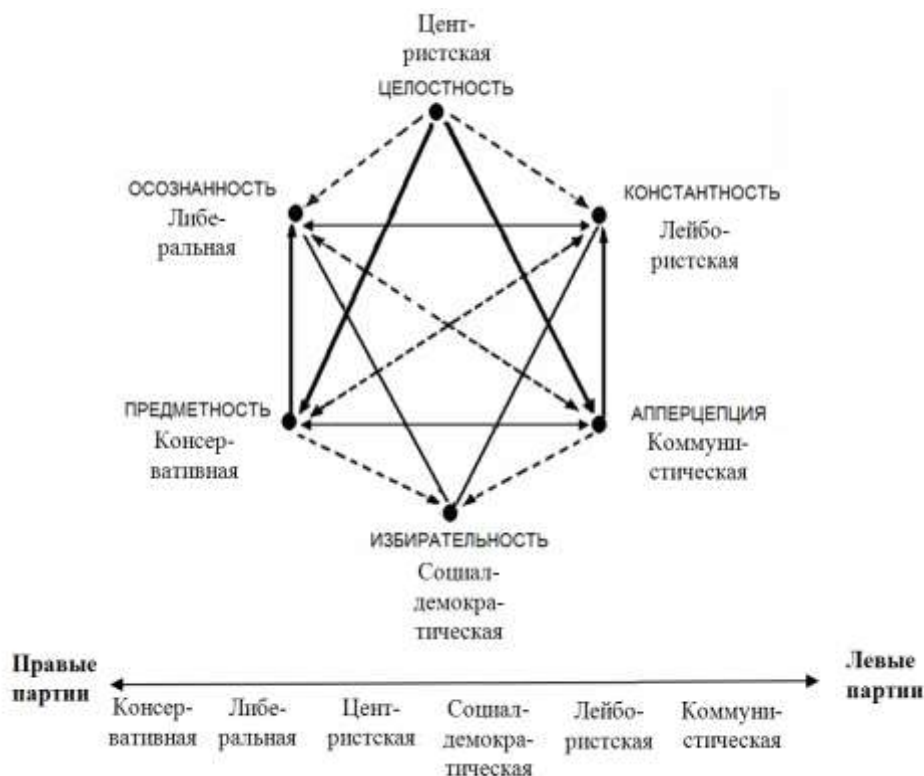 Цент-
ристская
ЦЕЛОСТНОСТЬ
ОСОЗНАННОСТЬ
Либе-
ральная
КОНСТАНТНОСТЬ
Лейбо-
ристская
ПРЕДМЕТНОСТЬ
Консер-
вативная
АППЕРЦЕПЦИЯ
Коммуни-
стическая
ИЗБИРАТЕЛЬНОСТЬ
Социал-
демокра-
тическая
Правые
партии
Левые
партии
Консер-
вативная
Либе-
ральная
Цент-
ристская
Социал-
демокра-
тическая
Лейбо-
ристская
Коммуни-
стическая